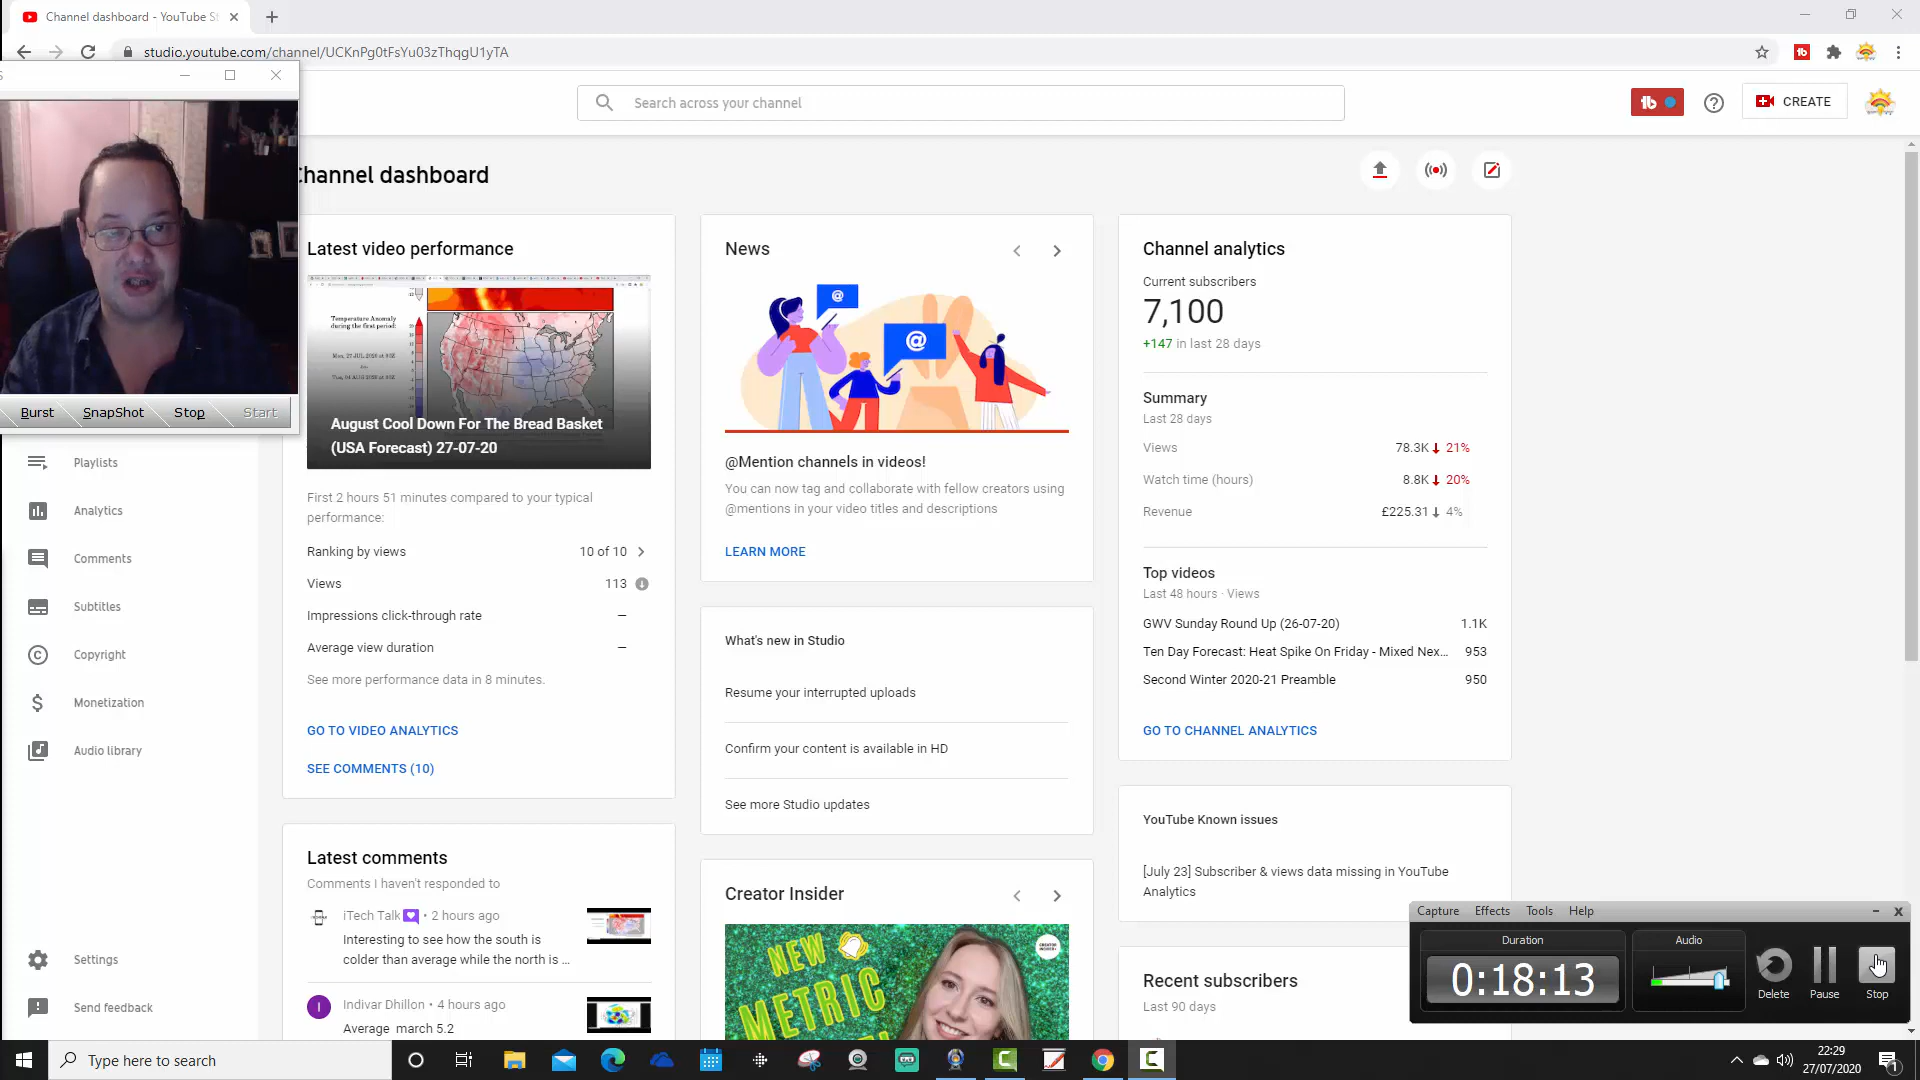 Channel dashboard - YouTube S
studio.youtube.com/channel/UCKnPg0tFsYu03zThqgU1yTA
Search across your channel
CREATE
Channel dashboard
Burst SnapShot Stop Start
Playlists
Analytics
Comments
Subtitles
Copyright
Monetization
Audio library
Settings
Send feedback
Latest video performance
Temperature Anomaly
during the first period:
August Cool Down For The Bread Basket
(USA Forecast) 27-07-20
First 2 hours 51 minutes compared to your typical
performance:
Ranking by views 10 of 10
Views 113
Impressions click-through rate —
Average view duration —
See more performance data in 8 minutes.
GO TO VIDEO ANALYTICS
SEE COMMENTS (10)
Latest comments
Comments I haven't responded to
iTech Talk • 2 hours ago
Interesting to see how the south is
colder than average while the north is ...
Indivar Dhillon • 4 hours ago
Average march 5.2
News
@
@
@Mention channels in videos!
You can now tag and collaborate with fellow creators using
@mentions in your video titles and descriptions
LEARN MORE
What's new in Studio
Resume your interrupted uploads
Confirm your content is available in HD
See more Studio updates
Creator Insider
NEW
METRIC
Channel analytics
Current subscribers
7,100
+147 in last 28 days
Summary
Last 28 days
Views 78.3K 21%
Watch time (hours) 8.8K 20%
Revenue £225.31 4%
Top videos
Last 48 hours · Views
GWV Sunday Round Up (26-07-20) 1.1K
Ten Day Forecast: Heat Spike On Friday - Mixed Nex... 953
Second Winter 2020-21 Preamble 950
GO TO CHANNEL ANALYTICS
YouTube Known issues
[July 23] Subscriber & views data missing in YouTube
Analytics
Recent subscribers
Last 90 days
Capture Effects Tools Help
Duration Audio
0:18:13
Delete Pause Stop
Type here to search
22:29
27/07/2020